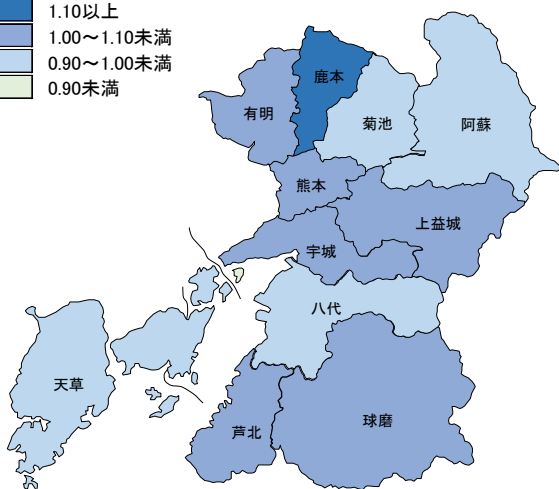 1.10以上
1.00～1.10未満
0.90～1.00未満
0.90未満
鹿本
有明
菊池
阿蘇
熊本
上益城
宇城
八代
天草
芦北
球磨